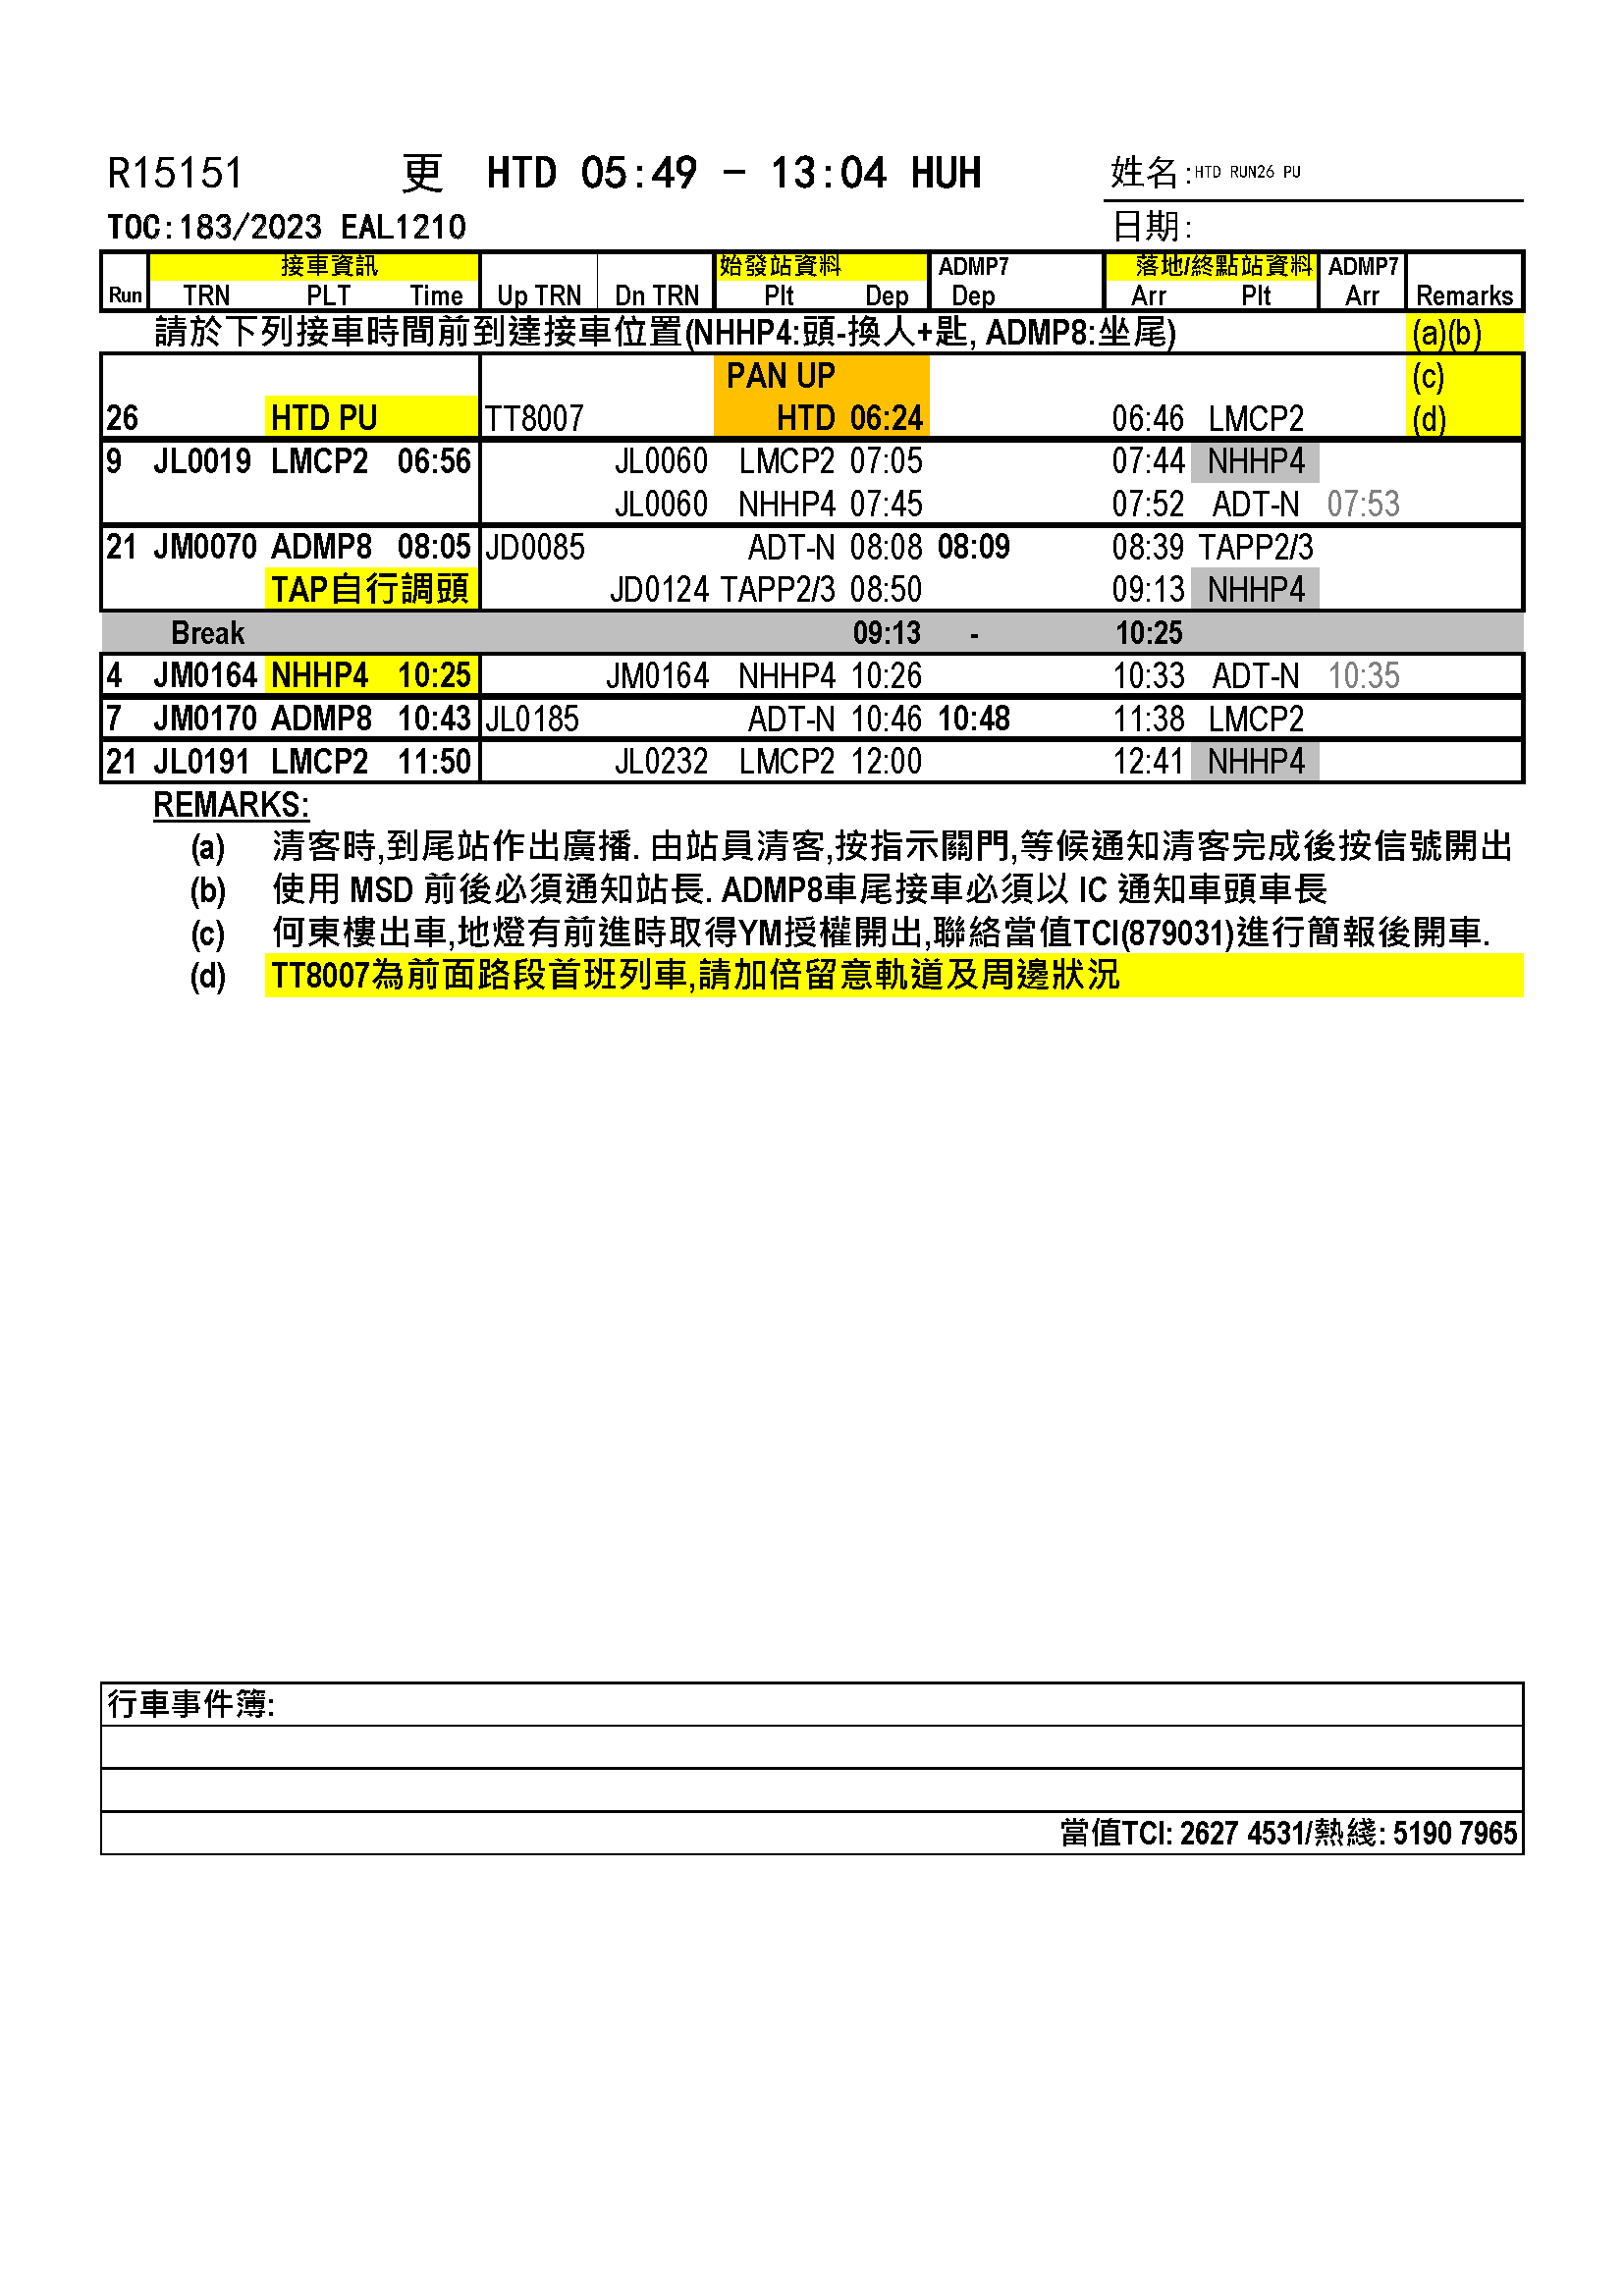 R15151 更 HTD 05:49 - 13:04 HUH 姓名:HTD RUN26 PU
TOC:183/2023 EAL1210 日期:
接車資訊 始發站資料 ADMP7 落地/終點站資料 ADMP7
Run TRN PLT Time Up TRN Dn TRN Plt Dep Dep Arr Plt Arr Remarks
請於下列接車時間前到達接車位置(NHHP4:頭-換人+匙, ADMP8:坐尾) (a)(b)
PAN UP (c)
26 HTD PU TT8007 HTD 06:24 06:46 LMCP2 (d)
9 JL0019 LMCP2 06:56 JL0060 LMCP2 07:05 07:44 NHHP4
JL0060 NHHP4 07:45 07:52 ADT-N 07:53
21 JM0070 ADMP8 08:05 JD0085 ADT-N 08:08 08:09 08:39 TAPP2/3
TAP自行調頭 JD0124 TAPP2/3 08:50 09:13 NHHP4
Break 09:13 - 10:25
4 JM0164 NHHP4 10:25 JM0164 NHHP4 10:26 10:33 ADT-N 10:35
7 JM0170 ADMP8 10:43 JL0185 ADT-N 10:46 10:48 11:38 LMCP2
21 JL0191 LMCP2 11:50 JL0232 LMCP2 12:00 12:41 NHHP4
REMARKS:
(a) 清客時,到尾站作出廣播. 由站員清客,按指示關門,等候通知清客完成後按信號開出
(b) 使用 MSD 前後必須通知站長. ADMP8車尾接車必須以 IC 通知車頭車長
(c) 何東樓出車,地燈有前進時取得YM授權開出,聯絡當值TCI(879031)進行簡報後開車.
(d) TT8007為前面路段首班列車,請加倍留意軌道及周邊狀況
行車事件簿:
當值TCI: 2627 4531/熱綫: 5190 7965